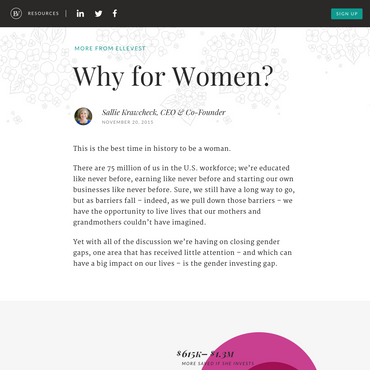 RESOURCES
SIGN UP
MORE FROM ELLEVEST
Why for Women?
Sallie Krawcheck, CEO & Co-Founder
NOVEMBER 20, 2015
This is the best time in history to be a woman.
There are 75 million of us in the U.S. workforce; we're educated
like never before, earning like never before and starting our own
businesses like never before. Sure, we still have a long way to go,
but as barriers fall – indeed, as we pull down those barriers – we
have the opportunity to live lives that our mothers and
grandmothers couldn't have imagined.
Yet with all of the discussion we're having on closing gender
gaps, one area that has received little attention – and which can
have a big impact on our lives – is the gender investing gap.
$615K– $1.3M
MORE SAVED IF SHE INVESTS